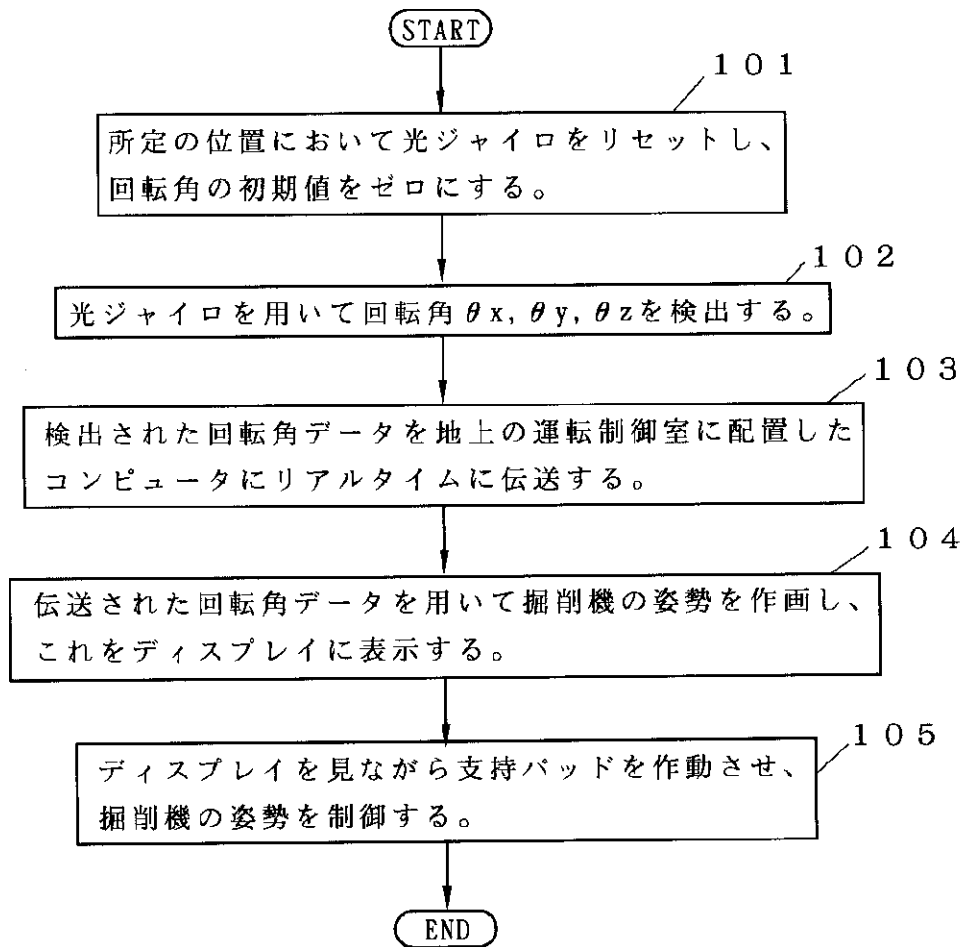 START
101
所定の位置において光ジャイロをリセットし、
回転角の初期値をゼロにする。
102
光ジャイロを用いて回転角θx, θy, θzを検出する。
103
検出された回転角データを地上の運転制御室に配置した
コンピュータにリアルタイムに伝送する。
104
伝送された回転角データを用いて掘削機の姿勢を作画し、
これをディスプレイに表示する。
105
ディスプレイを見ながら支持パッドを作動させ、
掘削機の姿勢を制御する。
END